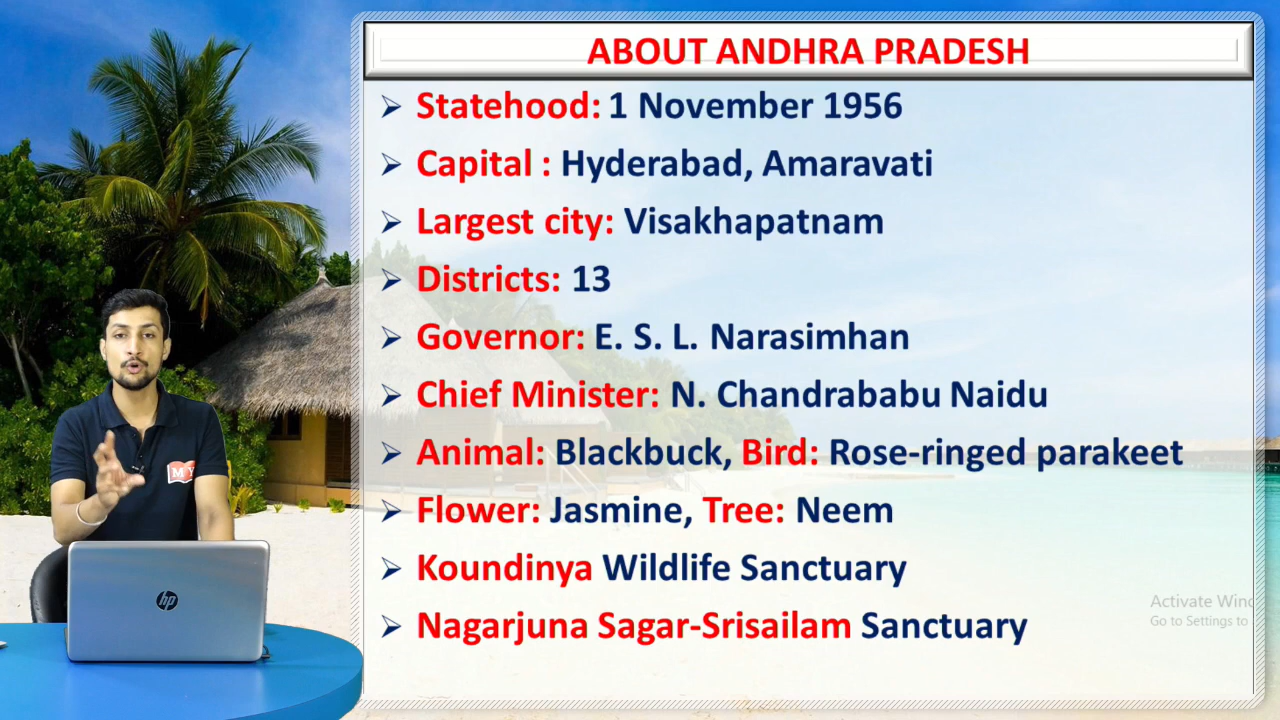 ABOUT ANDHRA PRADESH
➢ Statehood: 1 November 1956
➢ Capital : Hyderabad, Amaravati
➢ Largest city: Visakhapatnam
➢ Districts: 13
➢ Governor: E. S. L. Narasimhan
➢ Chief Minister: N. Chandrababu Naidu
➢ Animal: Blackbuck, Bird: Rose-ringed parakeet
➢ Flower: Jasmine, Tree: Neem
➢ Koundinya Wildlife Sanctuary
➢ Nagarjuna Sagar-Srisailam Sanctuary
MY
hp
Activate Winc
Go to Settings to